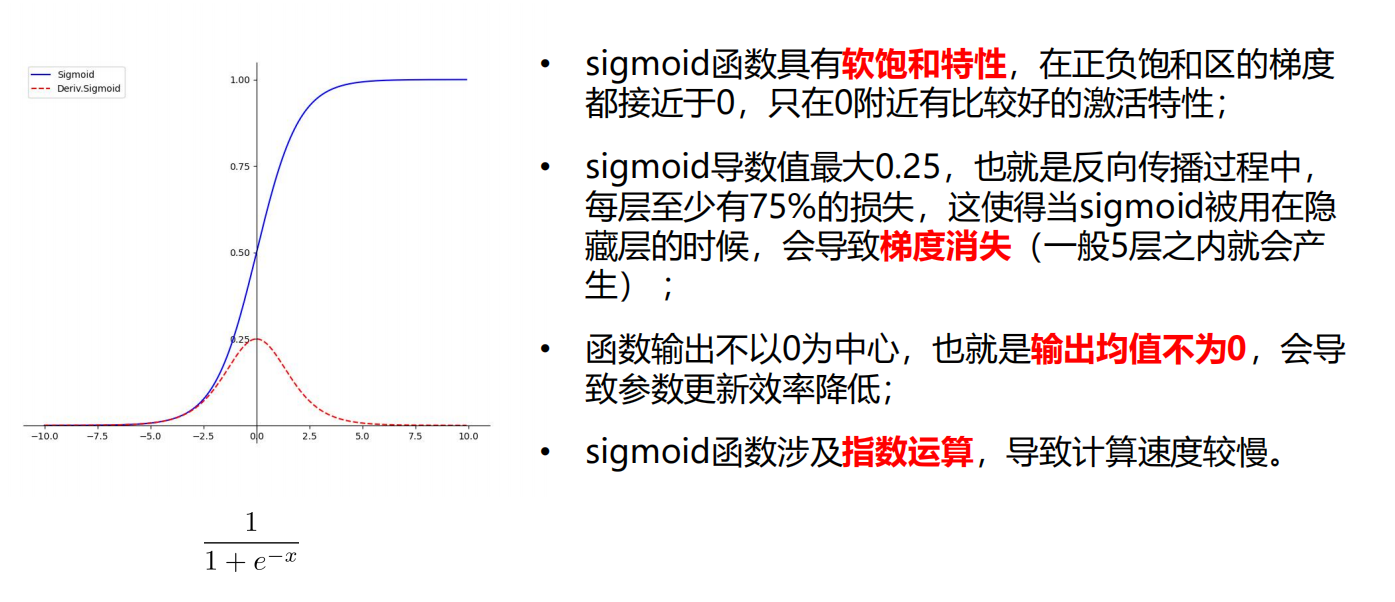 Sigmoid
Deriv.Sigmoid
1.00
0.75
0.50
0.25
−10.0 −7.5 −5.0 −2.5 0.0 2.5 5.0 7.5 10.0
1
1 + e^{−x}
• sigmoid函数具有软饱和特性，在正负饱和区的梯度
都接近于0，只在0附近有比较好的激活特性；
• sigmoid导数值最大0.25，也就是反向传播过程中，
每层至少有75%的损失，这使得当sigmoid被用在隐
藏层的时候，会导致梯度消失（一般5层之内就会产
生）；
• 函数输出不以0为中心，也就是输出均值不为0，会导
致参数更新效率降低；
• sigmoid函数涉及指数运算，导致计算速度较慢。